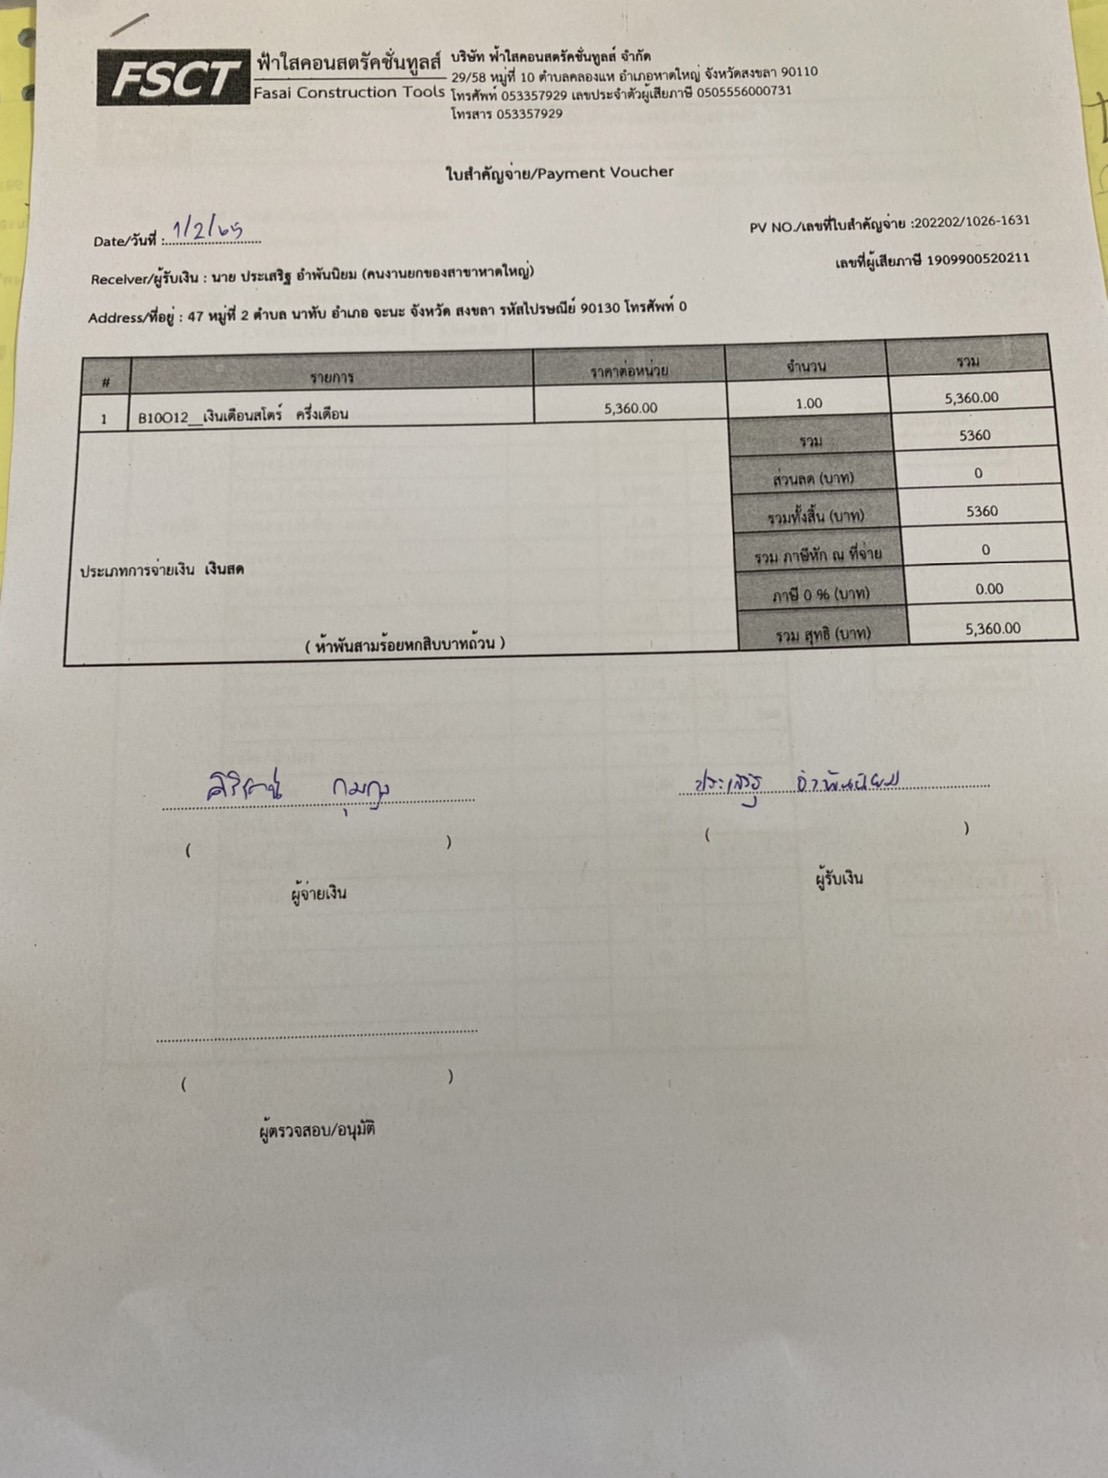 FSCT ฟ้าใสคอนสตรัคชั่นทูลส์
Fasai Construction Tools
บริษัท ฟ้าใสคอนสตรัคชั่นทูลส์ จำกัด
29/58 หมู่ที่ 10 ตำบลคลองแห อำเภอหาดใหญ่ จังหวัดสงขลา 90110
โทรศัพท์ 053357929 เลขประจำตัวผู้เสียภาษี 0505556000731
โทรสาร 053357929
ใบสำคัญจ่าย/Payment Voucher
Date/วันที่ : 1/2/65
PV NO./เลขที่ใบสำคัญจ่าย :202202/1026-1631
Receiver/ผู้รับเงิน : นาย ประเสริฐ อำพันนิยม (คนงานยกของสาขาหาดใหญ่)
เลขที่ผู้เสียภาษี 1909900520211
Address/ที่อยู่ : 47 หมู่ที่ 2 ตำบล นาทับ อำเภอ จะนะ จังหวัด สงขลา รหัสไปรษณีย์ 90130 โทรศัพท์ 0
# รายการ ราคาต่อหน่วย จำนวน รวม
1 B10O12__เงินเดือนสโตร์ ครึ่งเดือน 5,360.00 1.00 5,360.00
รวม 5360
ส่วนลด (บาท) 0
รวมทั้งสิ้น (บาท) 5360
รวม ภาษีหัก ณ ที่จ่าย 0
ประเภทการจ่ายเงิน เงินสด
ภาษี 0 % (บาท) 0.00
( ห้าพันสามร้อยหกสิบบาทถ้วน ) รวม สุทธิ (บาท) 5,360.00
ประเสริฐ อำพันนิยม
( ) ( )
ผู้จ่ายเงิน ผู้รับเงิน
( )
ผู้ตรวจสอบ/อนุมัติ